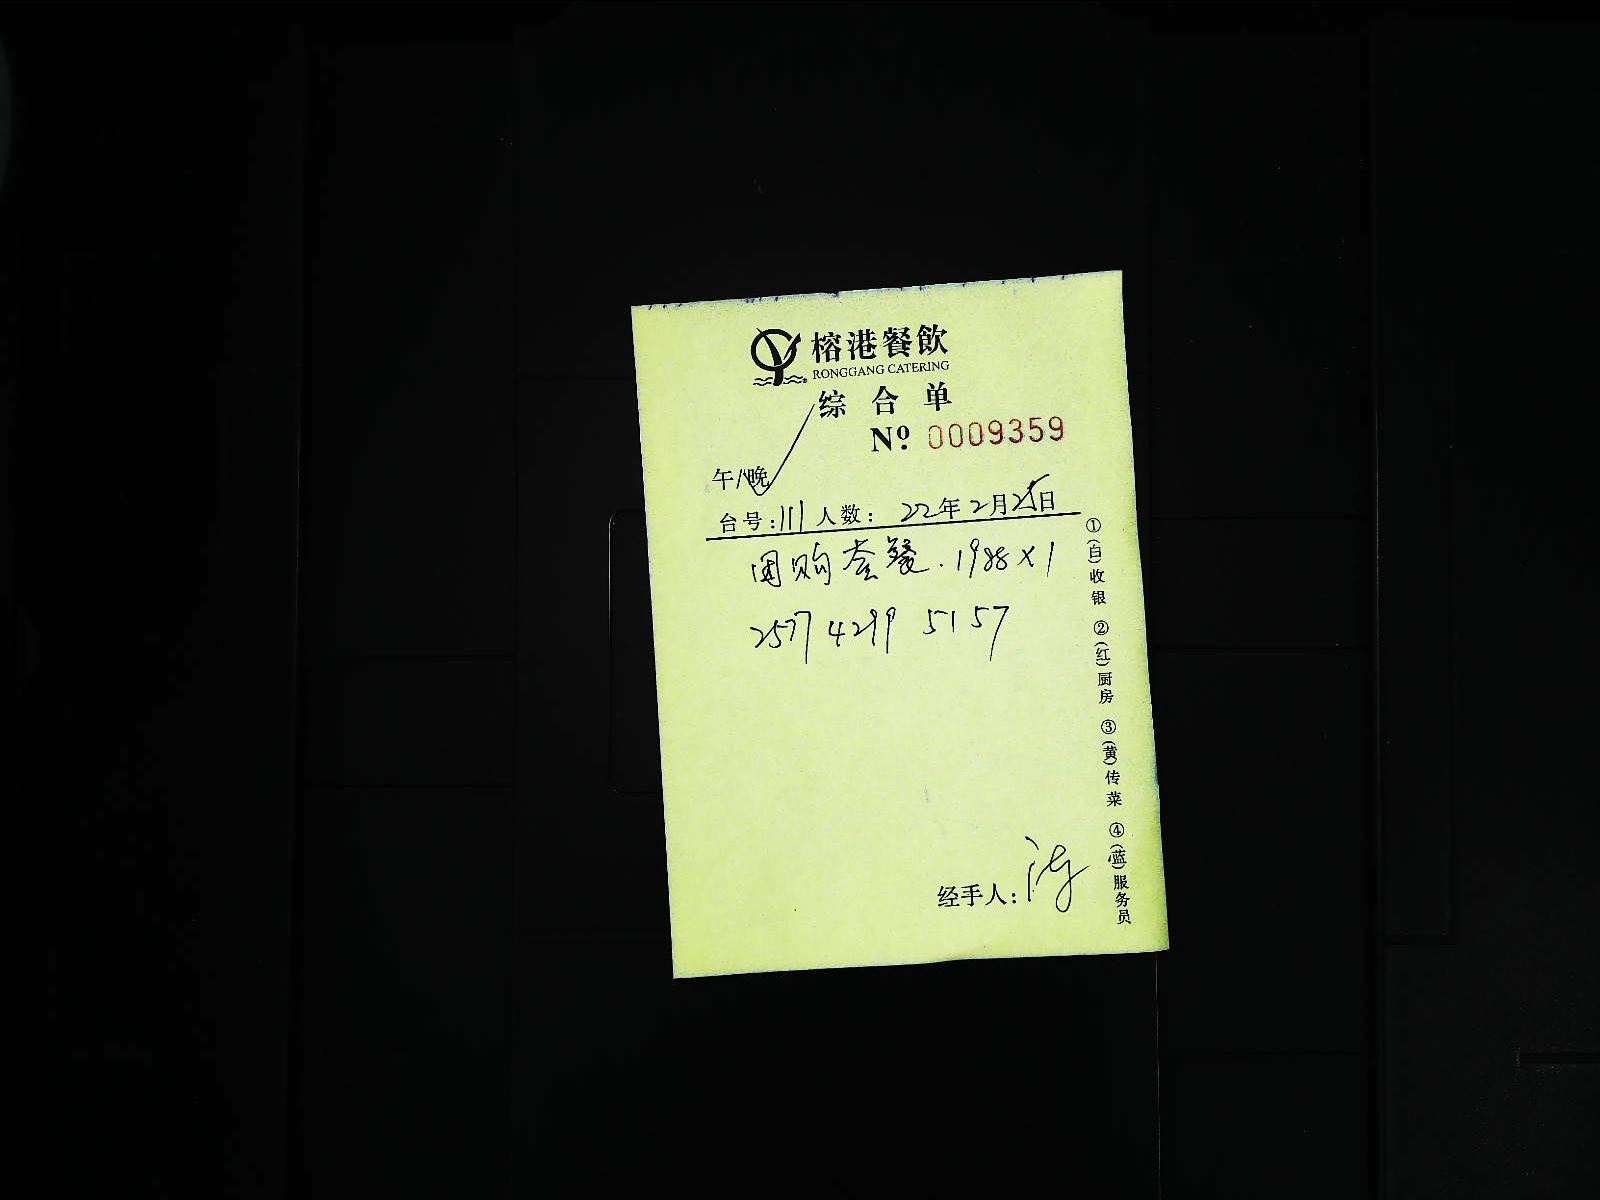 榕港餐飲
RONGGANG CATERING
综合单
Nº 0009359
午/晚
台号:111 人数: 22年2月25日
团购套餐.1988×1
2577 4299 5157
经手人:
①(白)收银 ②(红)厨房 ③(黄)传菜 ④(蓝)服务员